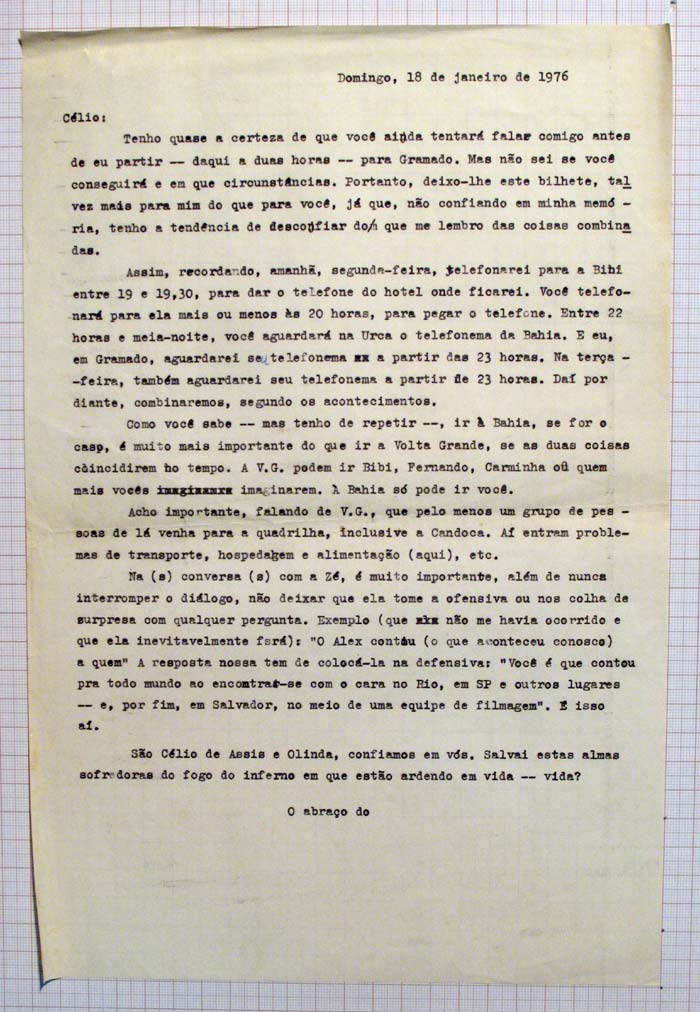 Domingo, 18 de janeiro de 1976
Célio:
Tenho quase a certeza de que você ainda tentará falar comigo antes
de eu partir -- daqui a duas horas -- para Gramado. Mas não sei se você
conseguirá e em que circunstâncias. Portanto, deixo-lhe este bilhete, tal
vez mais para mim do que para você, já que, não confiando em minha memó -
ria, tenho a tendência de desconfiar do/m que me lembro das coisas combina
das.
Assim, recordando, amanhã, segunda-feira, telefonarei para a Bibi
entre 19 e 19,30, para dar o telefone do hotel onde ficarei. Você telefo-
nará para ela mais ou menos às 20 horas, para pegar o telefone. Entre 22
horas e meia-noite, você aguardará na Urca o telefonema da Bahia. E eu,
em Gramado, aguardarei seu telefonema xx a partir das 23 horas. Na terça -
-feira, também aguardarei seu telefonema a partir de 23 horas. Daí por
diante, combinaremos, segundo os acontecimentos.
Como você sabe -- mas tenho de repetir --, ir à Bahia, se for o
casp, é muito mais importante do que ir a Volta Grande, se as duas coisas
còincidirem no tempo. A V.G. podem ir Bibi, Fernando, Carminha oû quem
mais vocês imaginarem. À Bahia só pode ir você.
Acho importante, falando de V.G., que pelo menos um grupo de pes -
soas de lá venha para a quadrilha, inclusive a Candoca. Aí entram proble-
mas de transporte, hospedagem e alimentação (aqui), etc.
Na (s) conversa (s) com a Zé, é muito importante, além de nunca
interromper o diálogo, não deixar que ela tome a ofensiva ou nos colha de
surpresa com qualquer pergunta. Exemplo (que não me havia ocorrido e
que ela inevitavelmente fará): "O Alex contou (o que aconteceu conosco)
a quem" A resposta nossa tem de colocá-la na defensiva: "Você é que contou
pra todo mundo ao encontrar-se com o cara no Rio, em SP e outros lugares
-- e, por fim, em Salvador, no meio de uma equipe de filmagem". É isso
aí.
São Célio de Assis e Olinda, confiamos em vós. Salvai estas almas
sofredoras do fogo do inferno em que estão ardendo em vida -- vida?
O abraço do